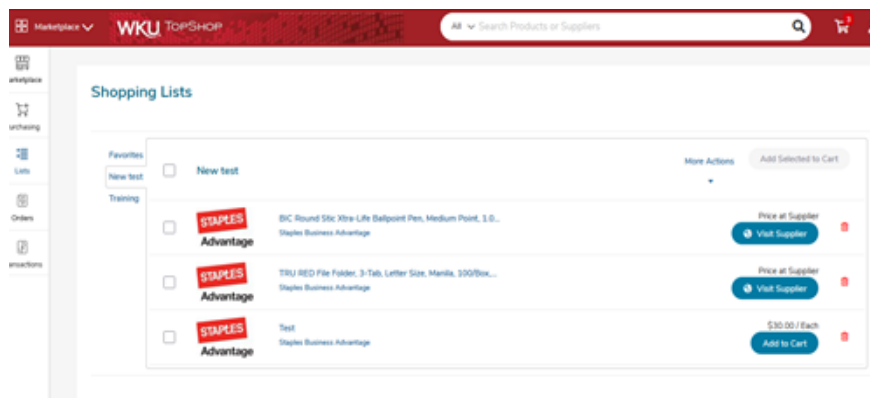 Marketplace
WKU TOPSHOP
All
Search Products or Suppliers
3
arketplace
urchasing
Lists
Orders
ansactions
Shopping Lists
Favorites
New test
Training
New test
More Actions
Add Selected to Cart
STAPLES
Advantage
BIC Round Stic Xtra-Life Ballpoint Pen, Medium Point, 1.0...
Staples Business Advantage
Price at Supplier
Visit Supplier
STAPLES
Advantage
TRU RED File Folder, 3-Tab, Letter Size, Manila, 100/Box,...
Staples Business Advantage
Price at Supplier
Visit Supplier
STAPLES
Advantage
Test
Staples Business Advantage
$30.00 / Each
Add to Cart